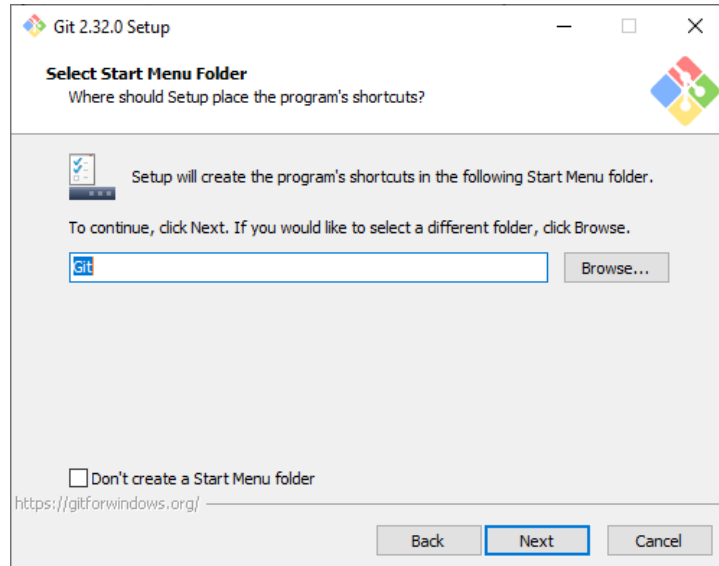 Git 2.32.0 Setup
Select Start Menu Folder
Where should Setup place the program's shortcuts?
Setup will create the program's shortcuts in the following Start Menu folder.
To continue, click Next. If you would like to select a different folder, click Browse.
Git
Browse...
Don't create a Start Menu folder
https://gitforwindows.org/
Back
Next
Cancel